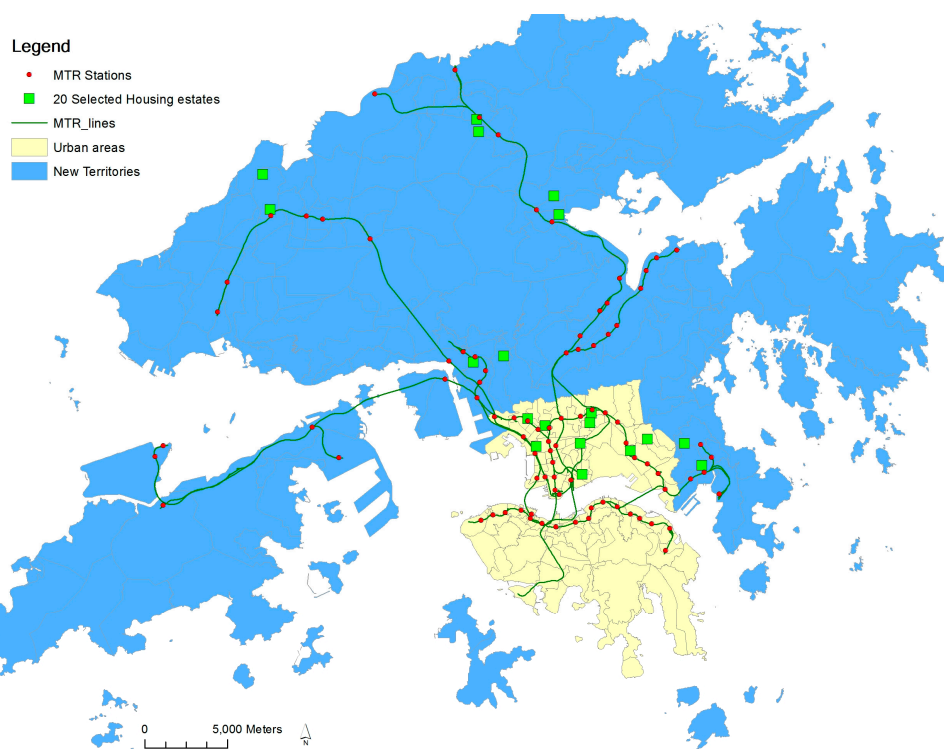 Legend
MTR Stations
20 Selected Housing estates
MTR_lines
Urban areas
New Territories
0 5,000 Meters
N